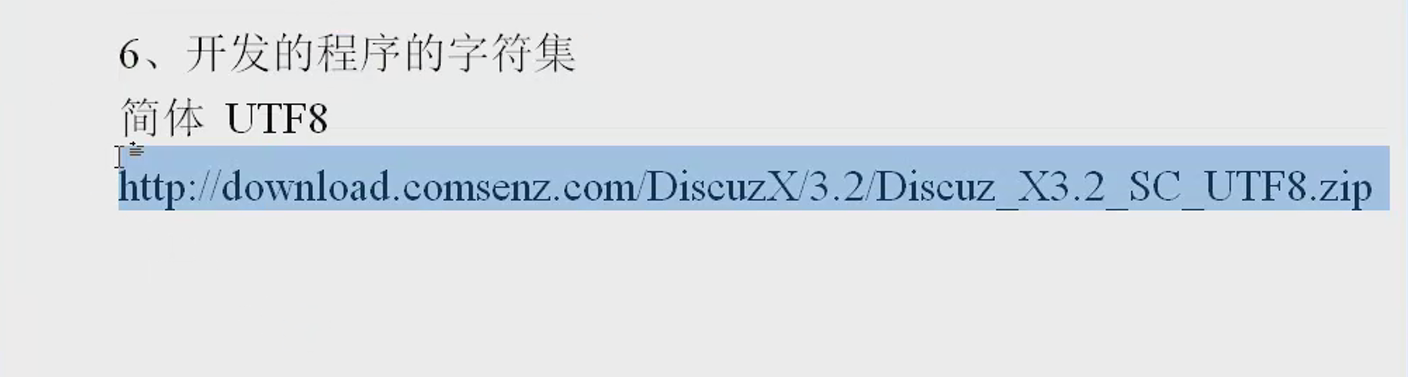 6、开发的程序的字符集
简体 UTF8
http://download.comsenz.com/DiscuzX/3.2/Discuz_X3.2_SC_UTF8.zip